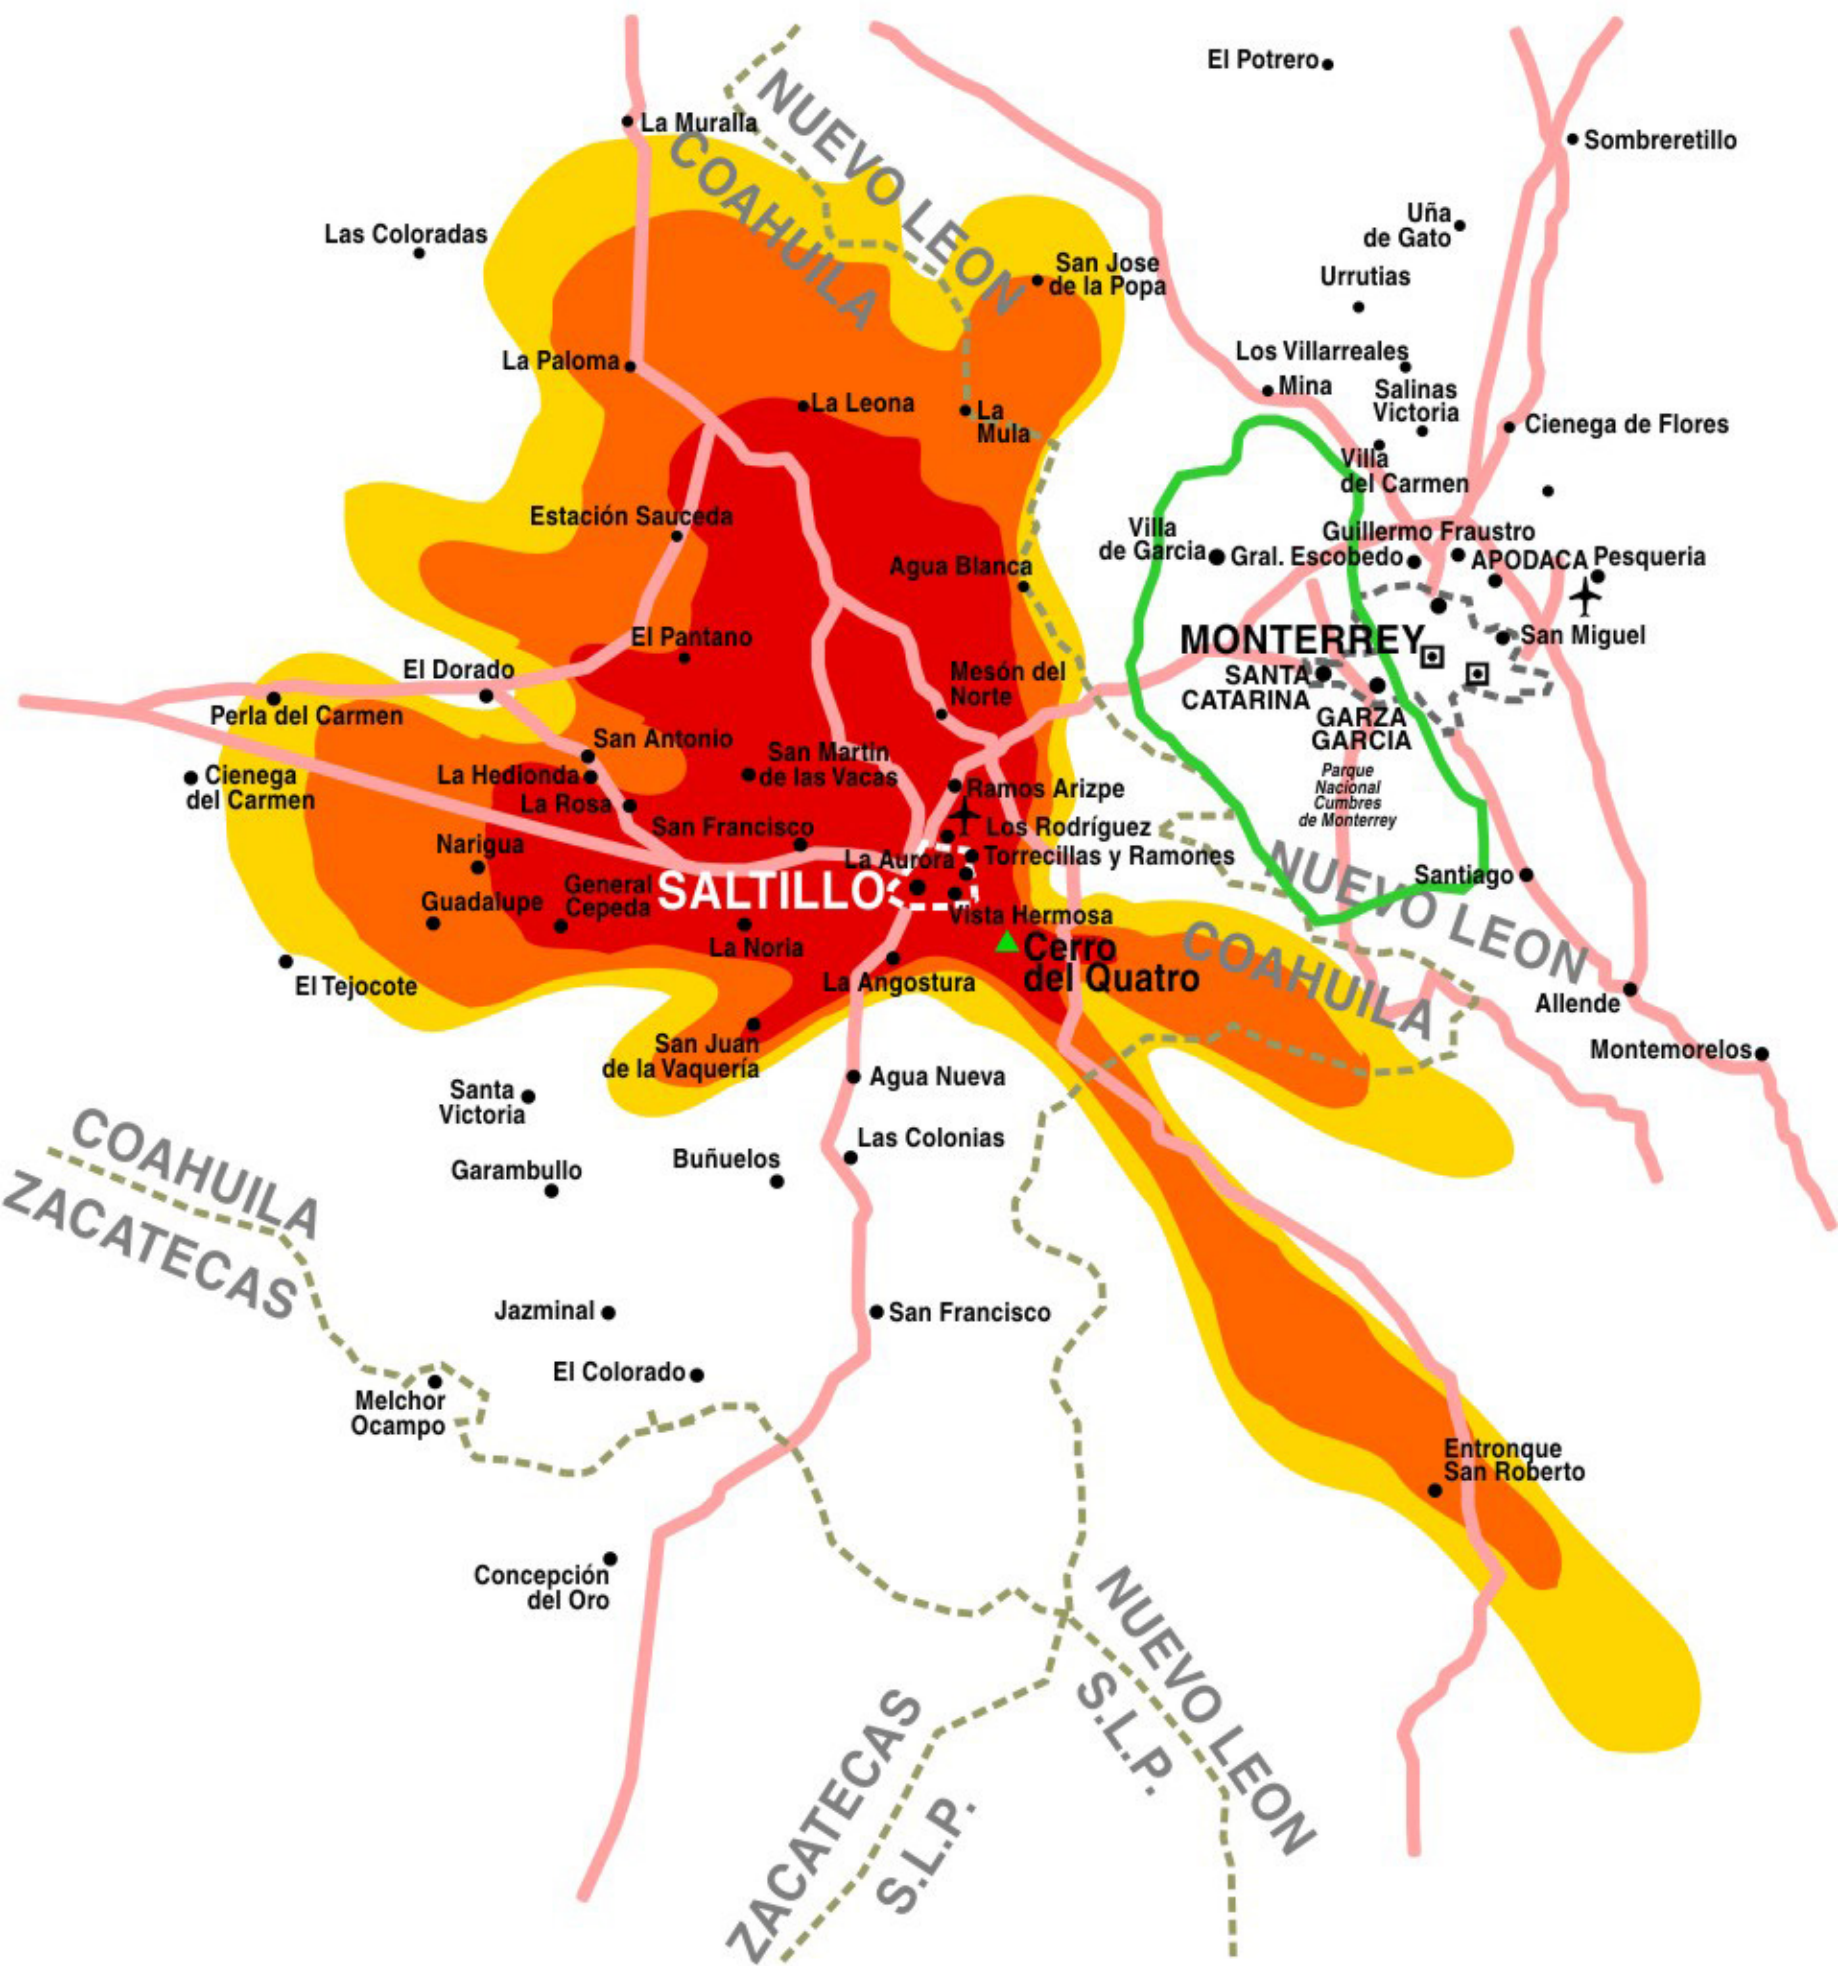 El Potrero
NUEVO LEON
La Muralla
COAHUILA
Sombreretillo
Las Coloradas
Uña
de Gato
San Jose
de la Popa
Urrutias
La Paloma
Los Villarreales
Mina
Salinas
Victoria
La Leona
La
Mula
Cienega de Flores
Villa
del Carmen
Estación Sauceda
Villa
de Garcia
Guillermo Fraustro
Gral. Escobedo
APODACA
Pesqueria
Agua Blanca
El Pantano
MONTERREY
San Miguel
El Dorado
Mesón del
Norte
SANTA
CATARINA
Perla del Carmen
GARZA
GARCIA
San Antonio
San Martin
de las Vacas
La Hedionda
Cienega
del Carmen
Parque
Nacional
Cumbres
de Monterrey
Ramos Arizpe
La Rosa
San Francisco
Los Rodríguez
Narigua
La Aurora
Torrecillas y Ramones
NUEVO LEON
Santiago
General
Cepeda
SALTILLO
Guadalupe
Vista Hermosa
La Noria
Cerro
del Quatro
COAHUILA
El Tejocote
La Angostura
Allende
San Juan
de la Vaquería
Montemorelos
Agua Nueva
Santa
Victoria
COAHUILA
ZACATECAS
Las Colonias
Garambullo
Buñuelos
Jazminal
San Francisco
El Colorado
Melchor
Ocampo
Entronque
San Roberto
Concepción
del Oro
NUEVO LEON
S.L.P.
ZACATECAS
S.L.P.